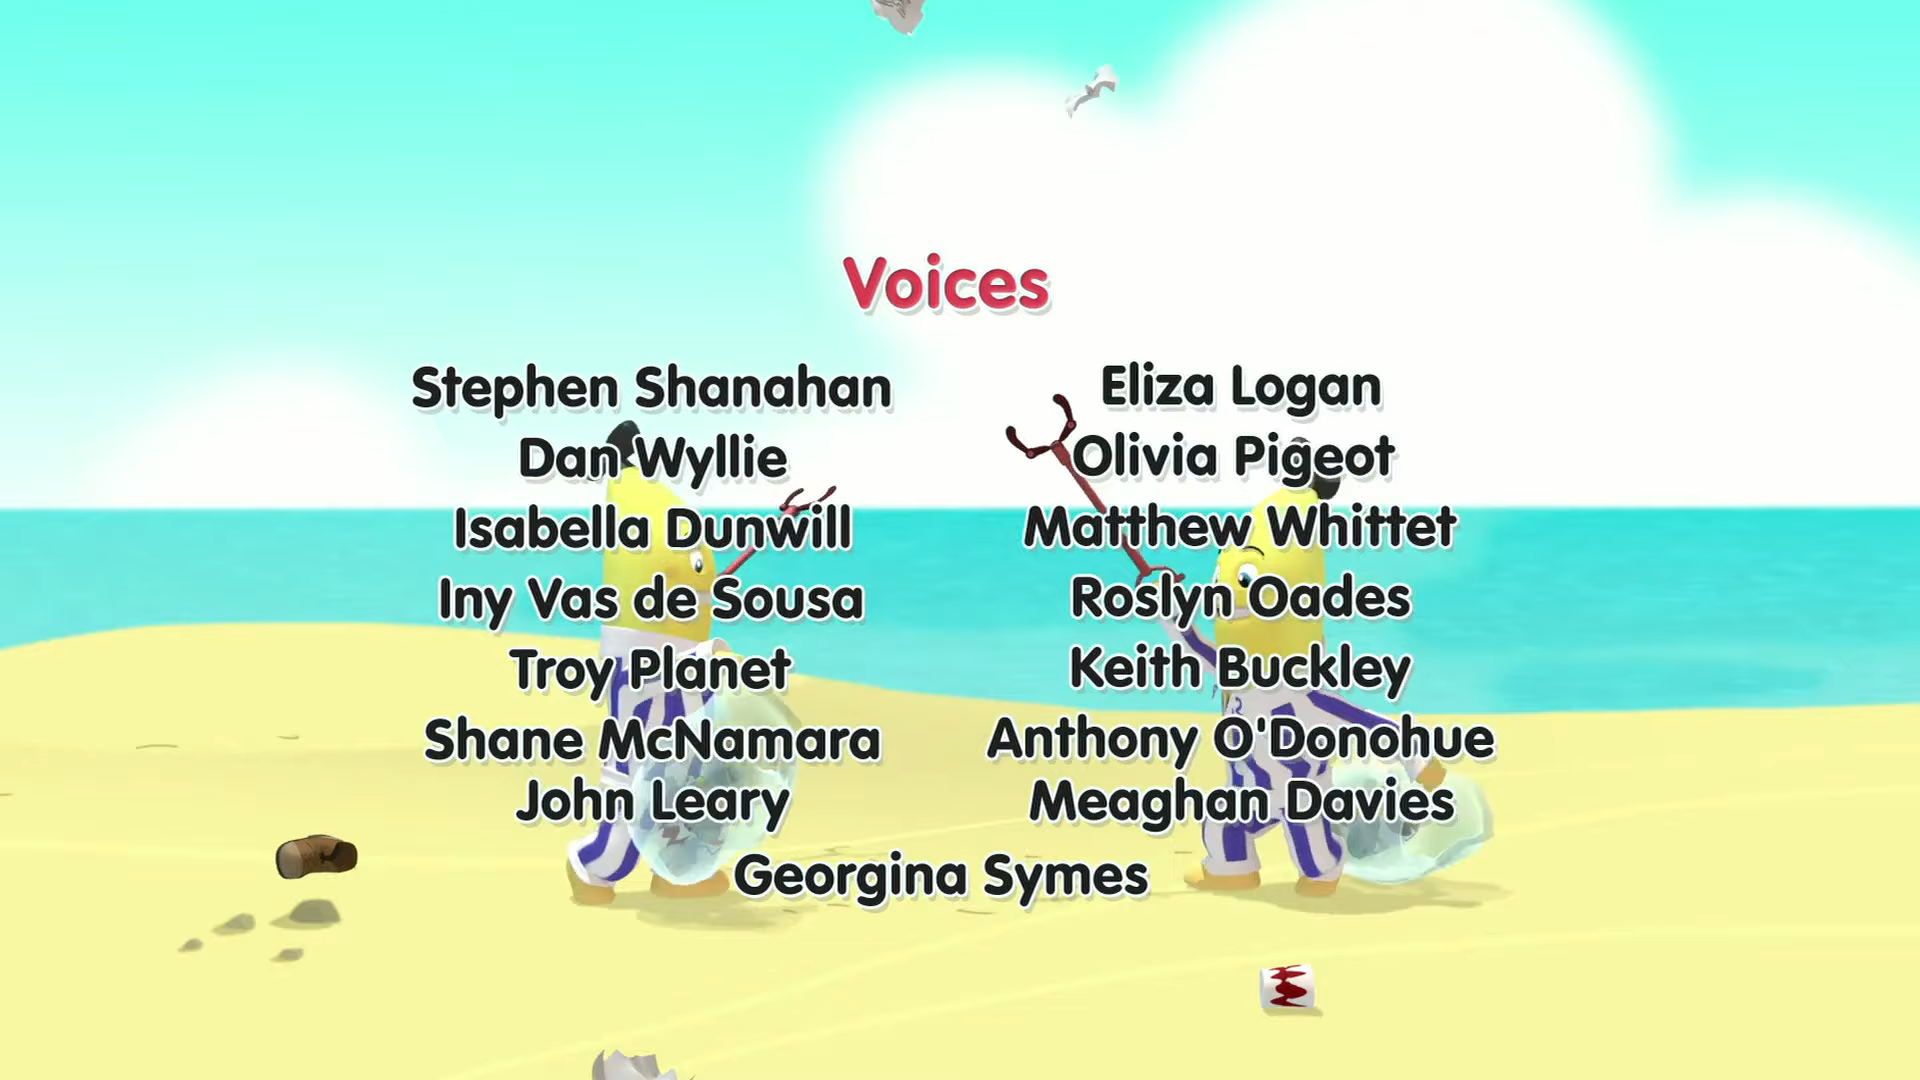 Voices
Stephen Shanahan
Eliza Logan
Dan Wyllie
Olivia Pigeot
Isabella Dunwill
Matthew Whittet
Iny Vas de Sousa
Roslyn Oades
Troy Planet
Keith Buckley
Shane McNamara
Anthony O'Donohue
John Leary
Meaghan Davies
Georgina Symes